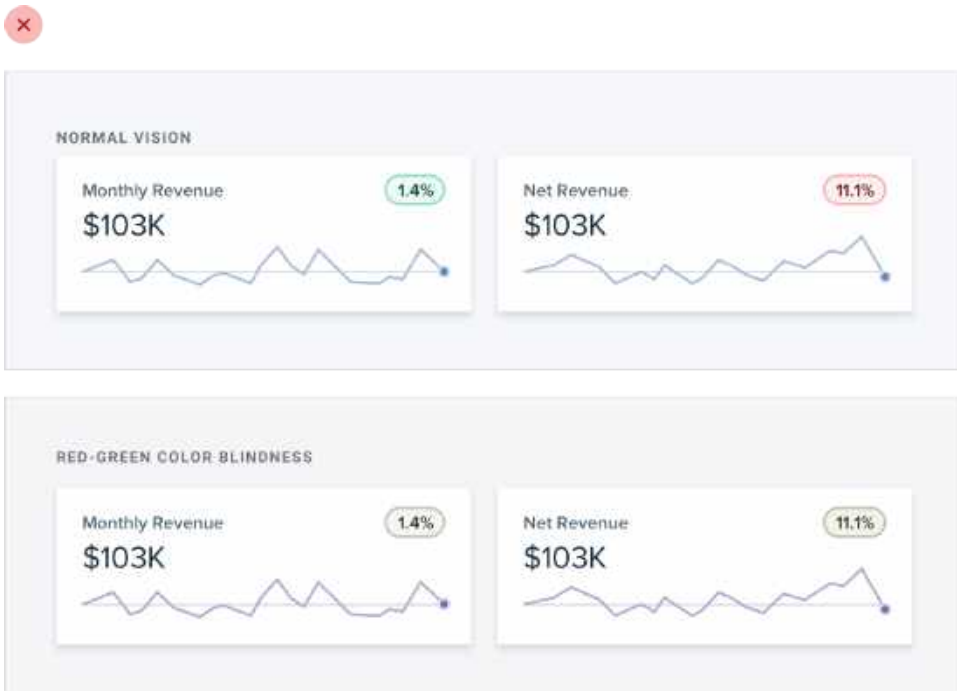 NORMAL VISION
Monthly Revenue 1.4%
$103K
Net Revenue 11.1%
$103K
RED-GREEN COLOR BLINDNESS
Monthly Revenue 1.4%
$103K
Net Revenue 11.1%
$103K